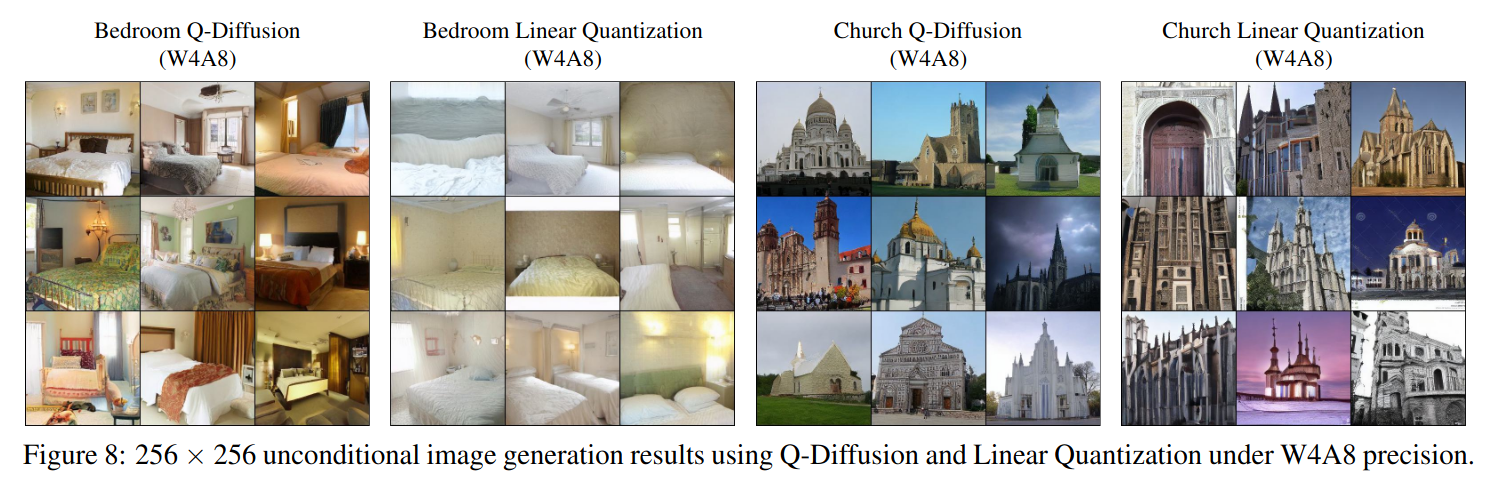 Bedroom Q-Diffusion
(W4A8)
Bedroom Linear Quantization
(W4A8)
Church Q-Diffusion
(W4A8)
Church Linear Quantization
(W4A8)
Figure 8: 256 × 256 unconditional image generation results using Q-Diffusion and Linear Quantization under W4A8 precision.